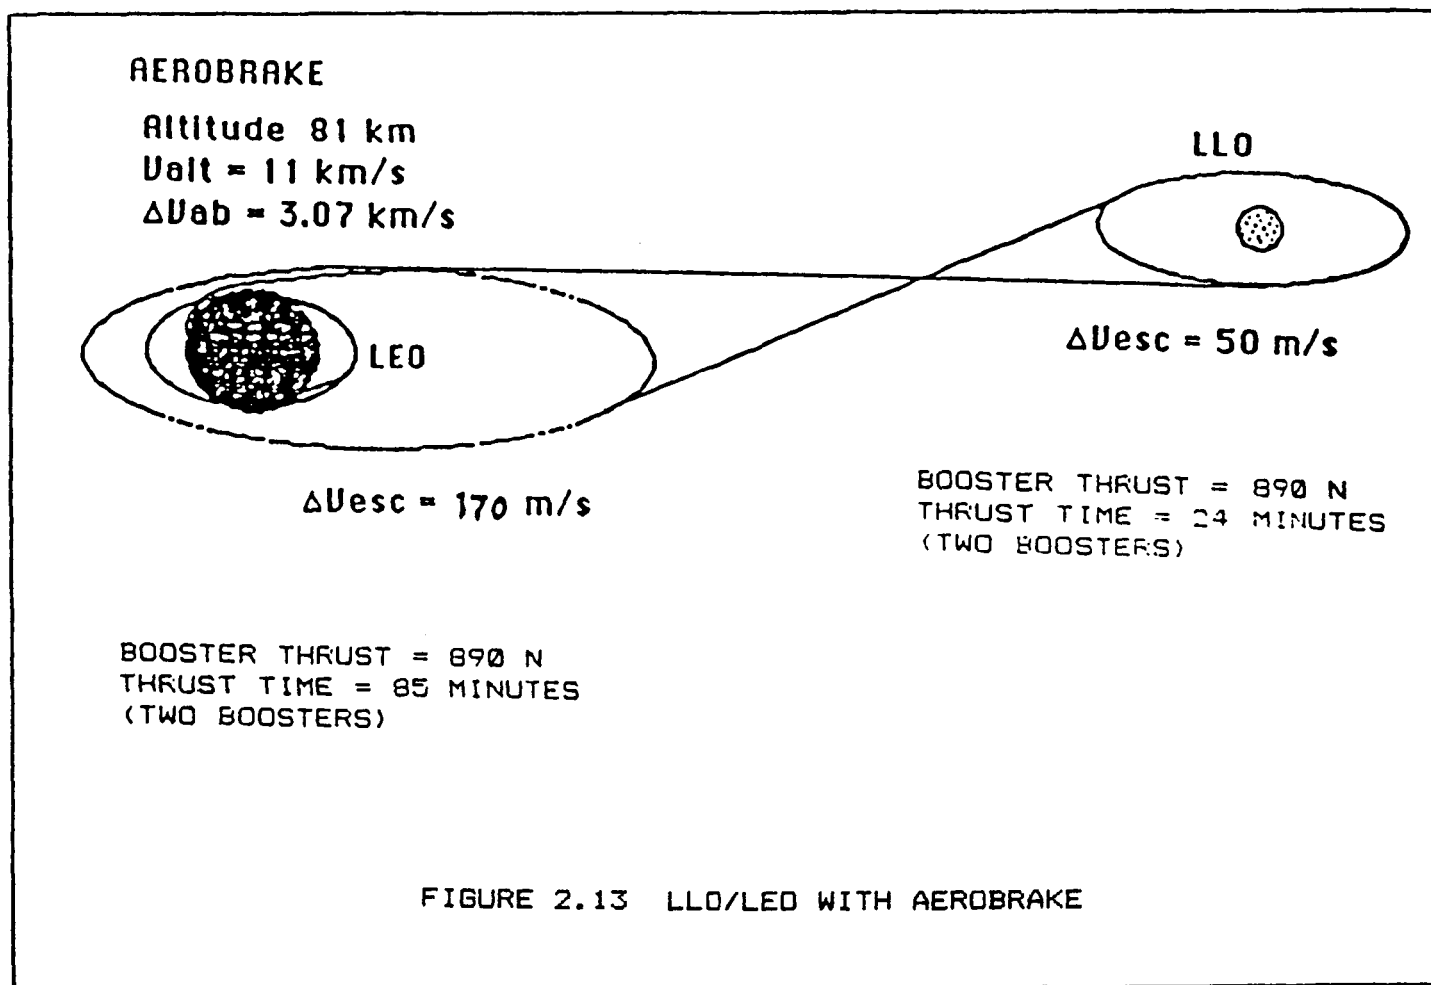 AEROBRAKE
Altitude 81 km
Valt = 11 km/s
ΔVab = 3.07 km/s
LLO
LEO
ΔVesc = 50 m/s
ΔVesc = 170 m/s
BOOSTER THRUST = 890 N
THRUST TIME = 24 MINUTES
(TWO BOOSTERS)
BOOSTER THRUST = 890 N
THRUST TIME = 85 MINUTES
(TWO BOOSTERS)
FIGURE 2.13 LLO/LEO WITH AEROBRAKE